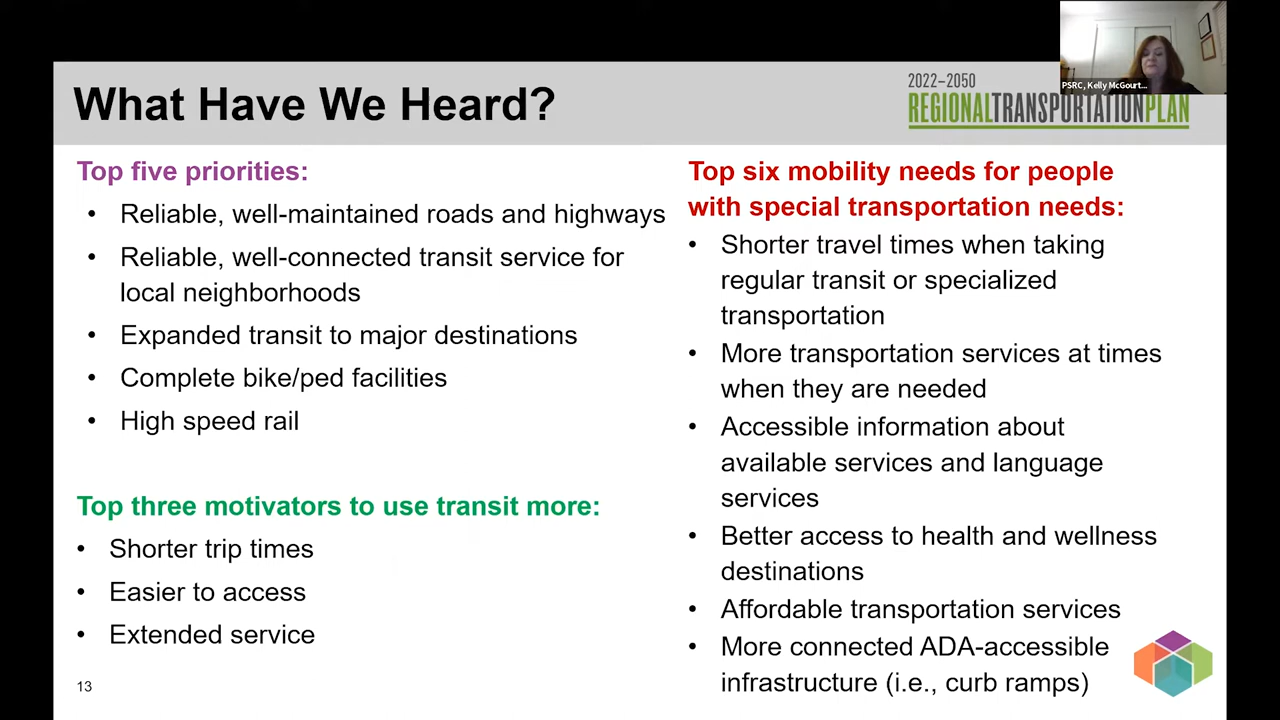 PSRC, Kelly McGourt...
What Have We Heard?
2022–2050
REGIONALTRANSPORTATIONPLAN
Top five priorities:
• Reliable, well-maintained roads and highways
• Reliable, well-connected transit service for
local neighborhoods
• Expanded transit to major destinations
• Complete bike/ped facilities
• High speed rail
Top three motivators to use transit more:
• Shorter trip times
• Easier to access
• Extended service
Top six mobility needs for people
with special transportation needs:
• Shorter travel times when taking
regular transit or specialized
transportation
• More transportation services at times
when they are needed
• Accessible information about
available services and language
services
• Better access to health and wellness
destinations
• Affordable transportation services
• More connected ADA-accessible
infrastructure (i.e., curb ramps)
13